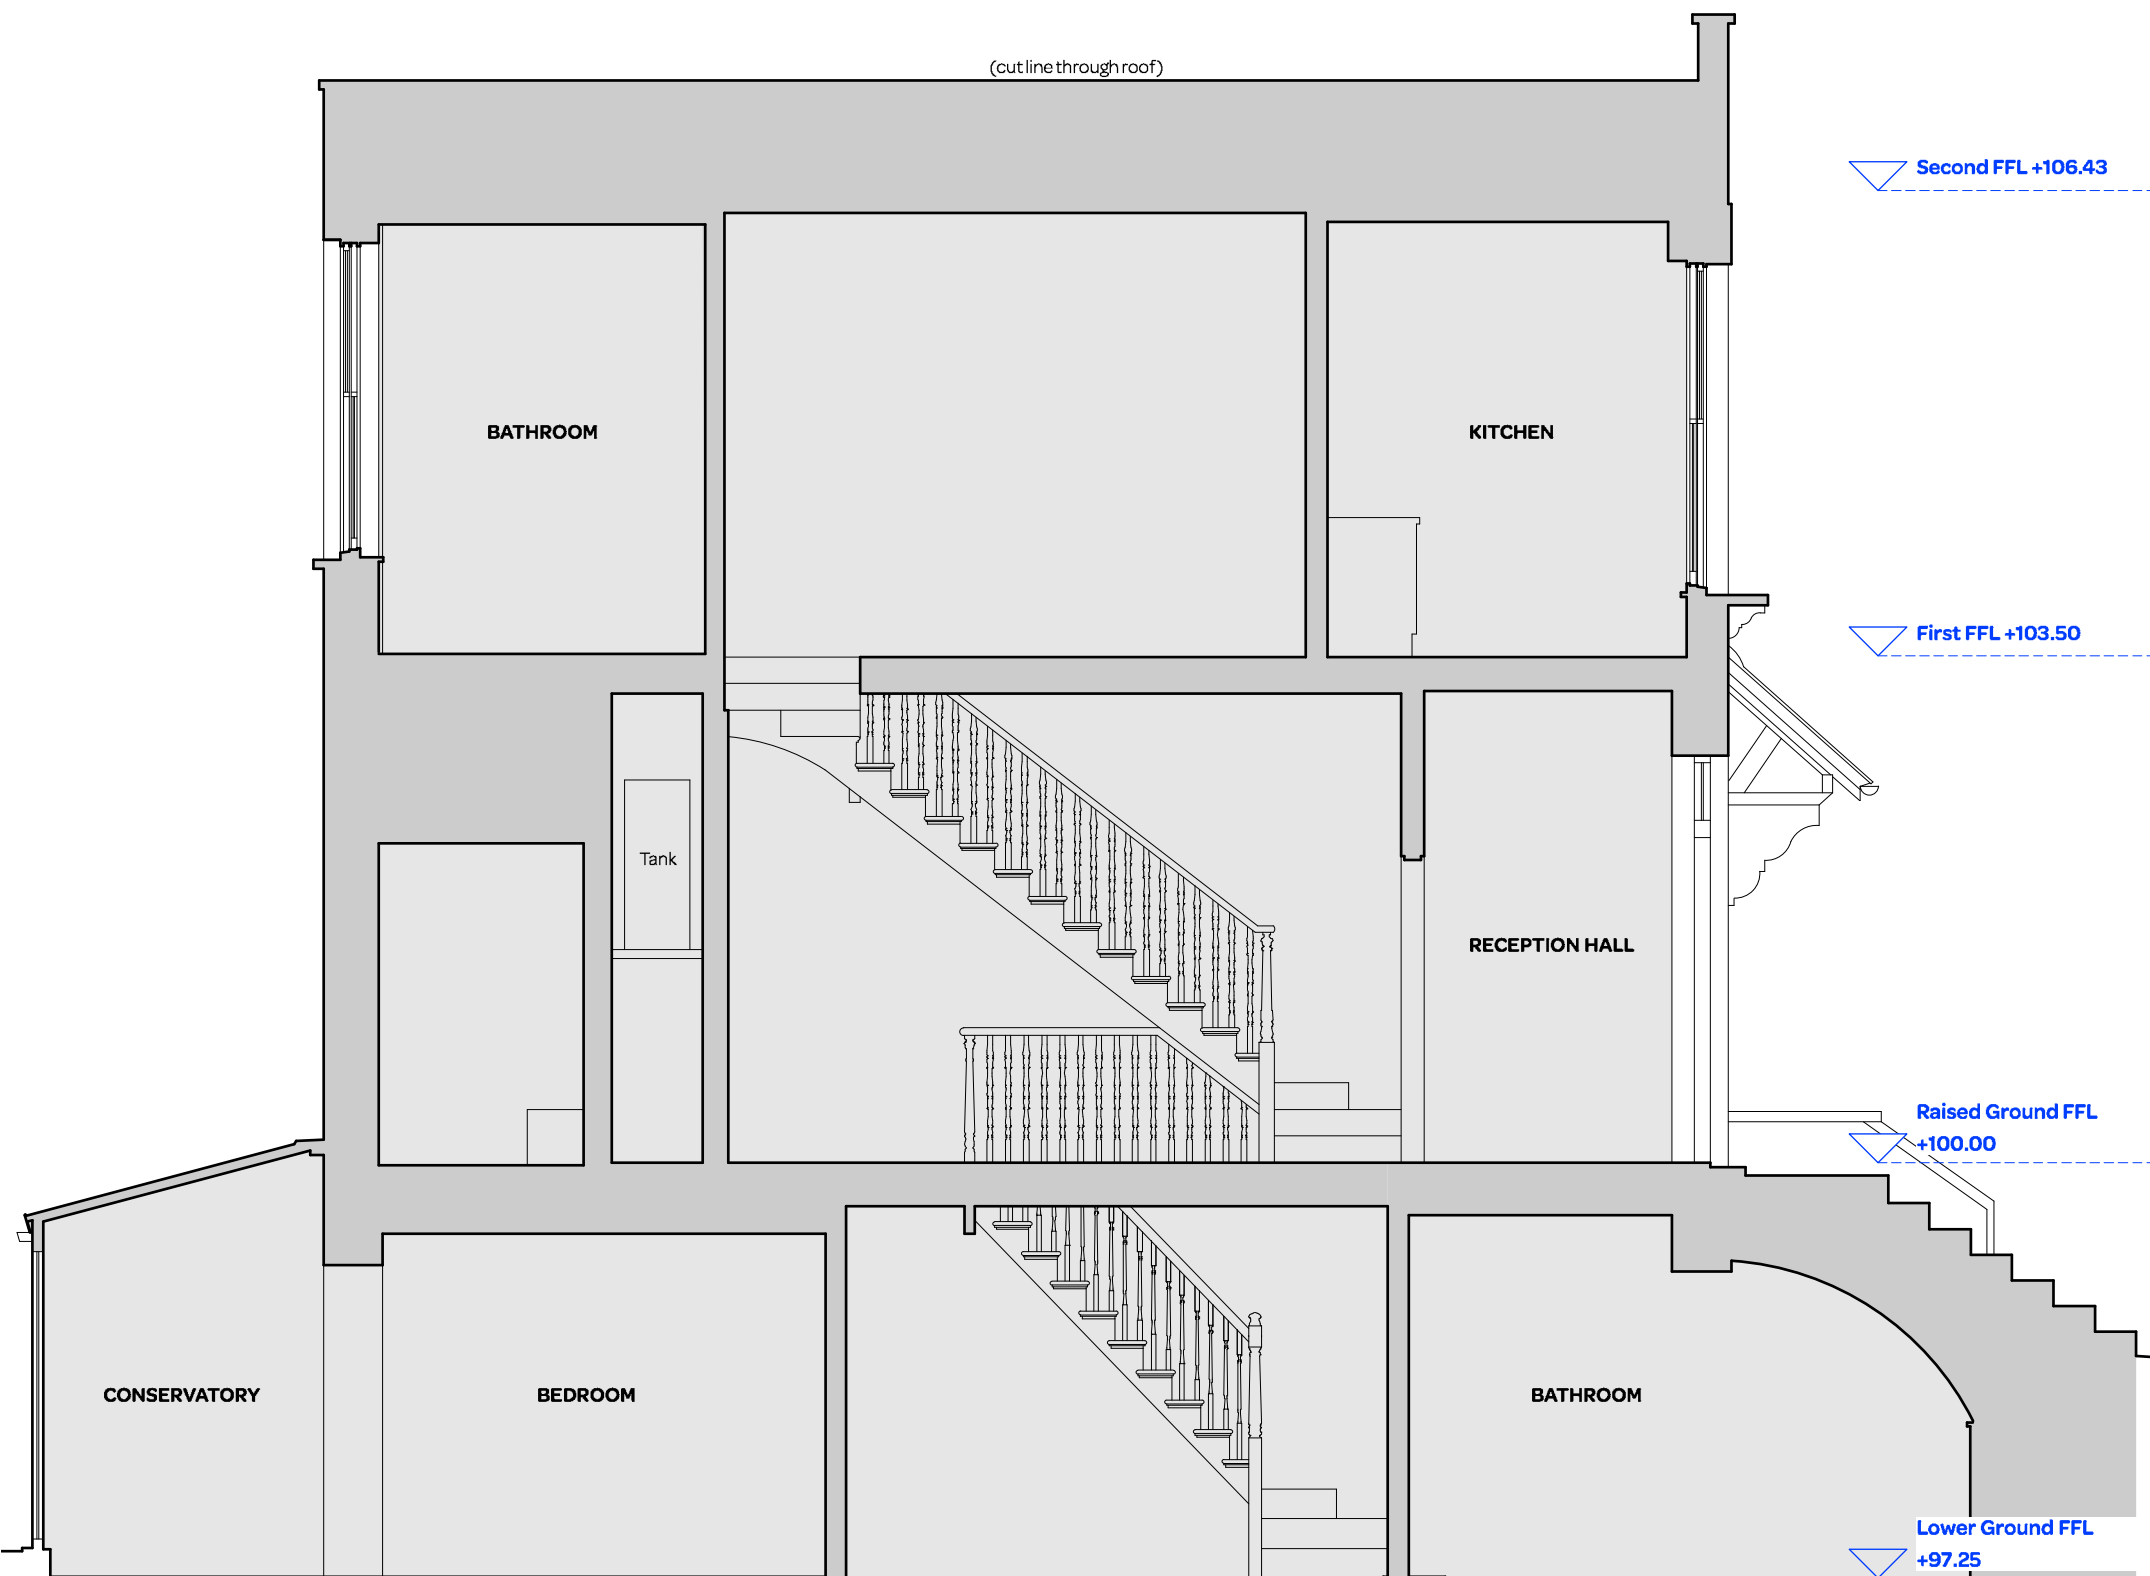 (cut line through roof)
Second FFL +106.43
BATHROOM
KITCHEN
First FFL +103.50
Tank
RECEPTION HALL
Raised Ground FFL
+100.00
CONSERVATORY
BEDROOM
BATHROOM
Lower Ground FFL
+97.25